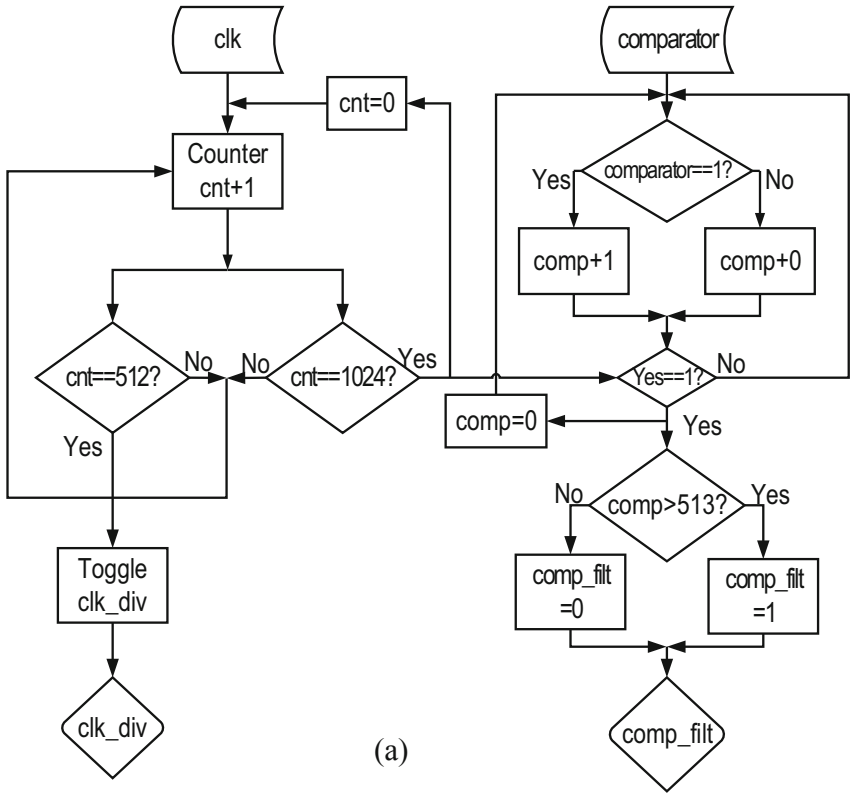 clk
comparator
cnt=0
Counter
cnt+1
comparator==1?
Yes
No
comp+1
comp+0
cnt==512?
No
No
cnt==1024?
Yes
Yes==1?
No
comp=0
Yes
Yes
No
comp>513?
Yes
Toggle
clk_div
comp_filt
=0
comp_filt
=1
clk_div
comp_filt
(a)